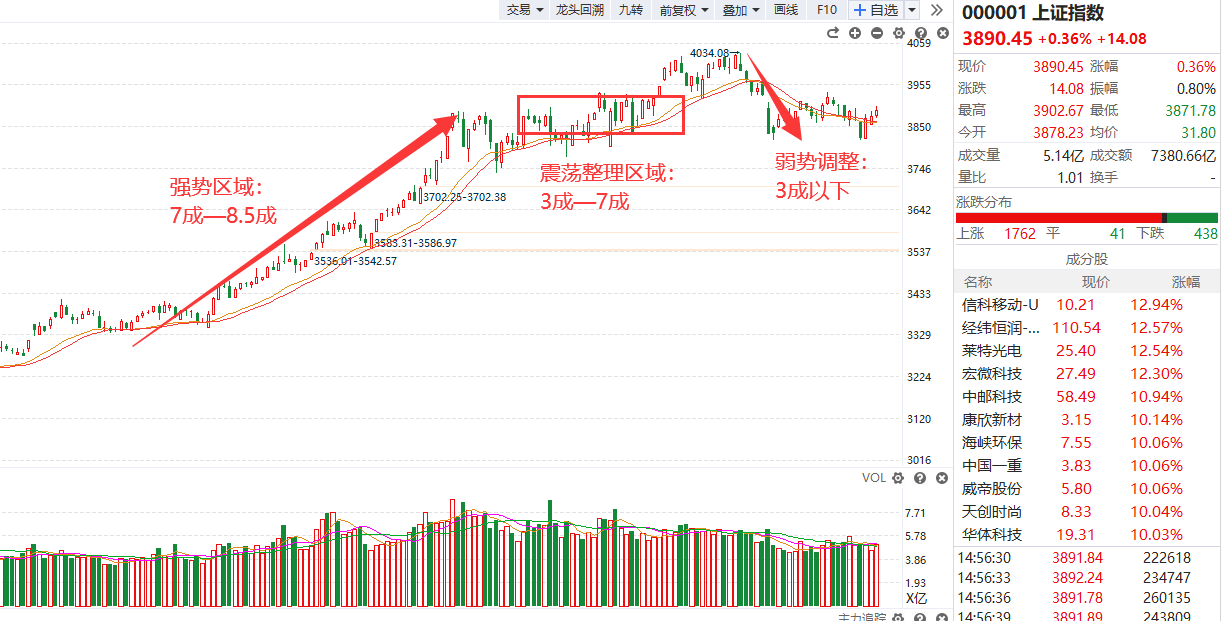 交易 龙头回溯 九转 前复权 叠加 画线 F10 自选
000001 上证指数
3890.45 +0.36% +14.08
现价 3890.45 涨幅 0.36%
涨跌 14.08 振幅 0.80%
最高 3902.67 最低 3871.78
今开 3878.23 均价 31.80
成交量 5.14亿 成交额 7380.66亿
量比 1.01 换手 -
涨跌分布
上涨 1762 平 41 下跌 438
成分股
名称 现价 涨幅
信科移动-U 10.21 12.94%
经纬恒润-... 110.54 12.57%
莱特光电 25.40 12.54%
宏微科技 27.49 12.30%
中邮科技 58.49 10.94%
康欣新材 3.15 10.14%
海峡环保 7.55 10.06%
中国一重 3.83 10.06%
威帝股份 5.80 10.06%
天创时尚 8.33 10.04%
华体科技 19.31 10.03%
14:56:30 3891.84 222618
14:56:33 3892.24 234747
14:56:36 3891.78 260135
14:56:39 3891.89 243809
4059
3955
3850
3746
3642
3537
3433
3329
3224
3120
3016
4034.08
强势区域：
7成—8.5成
震荡整理区域：
3成—7成
弱势调整：
3成以下
3702.25-3702.38
3583.31-3586.97
3536.01-3542.57
VOL
7.71
5.78
3.86
1.93
X亿
主力追踪